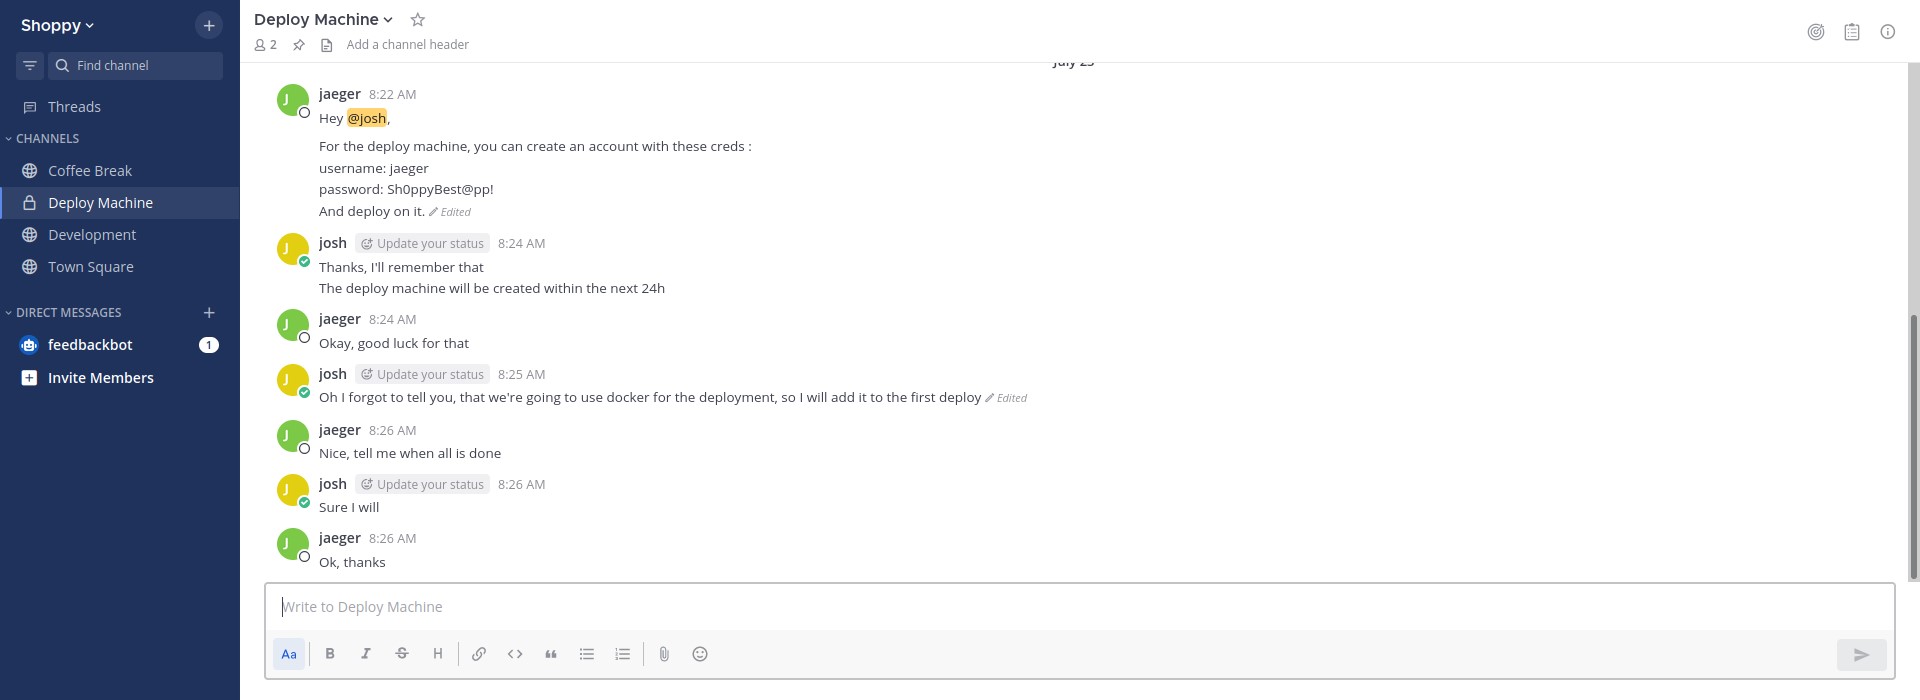 Shoppy
Find channel
Threads
CHANNELS
Coffee Break
Deploy Machine
Development
Town Square
DIRECT MESSAGES
feedbackbot 1
Invite Members
Deploy Machine
2 Add a channel header
July 23
jaeger 8:22 AM
Hey @josh,
For the deploy machine, you can create an account with these creds :
username: jaeger
password: Sh0ppyBest@pp!
And deploy on it. Edited
josh Update your status 8:24 AM
Thanks, I'll remember that
The deploy machine will be created within the next 24h
jaeger 8:24 AM
Okay, good luck for that
josh Update your status 8:25 AM
Oh I forgot to tell you, that we're going to use docker for the deployment, so I will add it to the first deploy Edited
jaeger 8:26 AM
Nice, tell me when all is done
josh Update your status 8:26 AM
Sure I will
jaeger 8:26 AM
Ok, thanks
Write to Deploy Machine
Aa B I S H